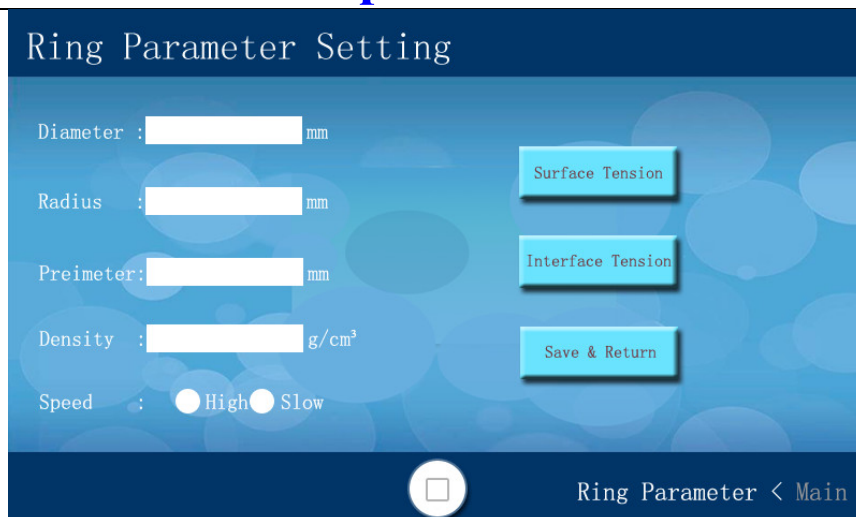 Ring Parameter Setting
Diameter : mm
Surface Tension
Radius : mm
Interface Tension
Preimeter: mm
Density : g/cm³
Save & Return
Speed : High Slow
Ring Parameter < Main